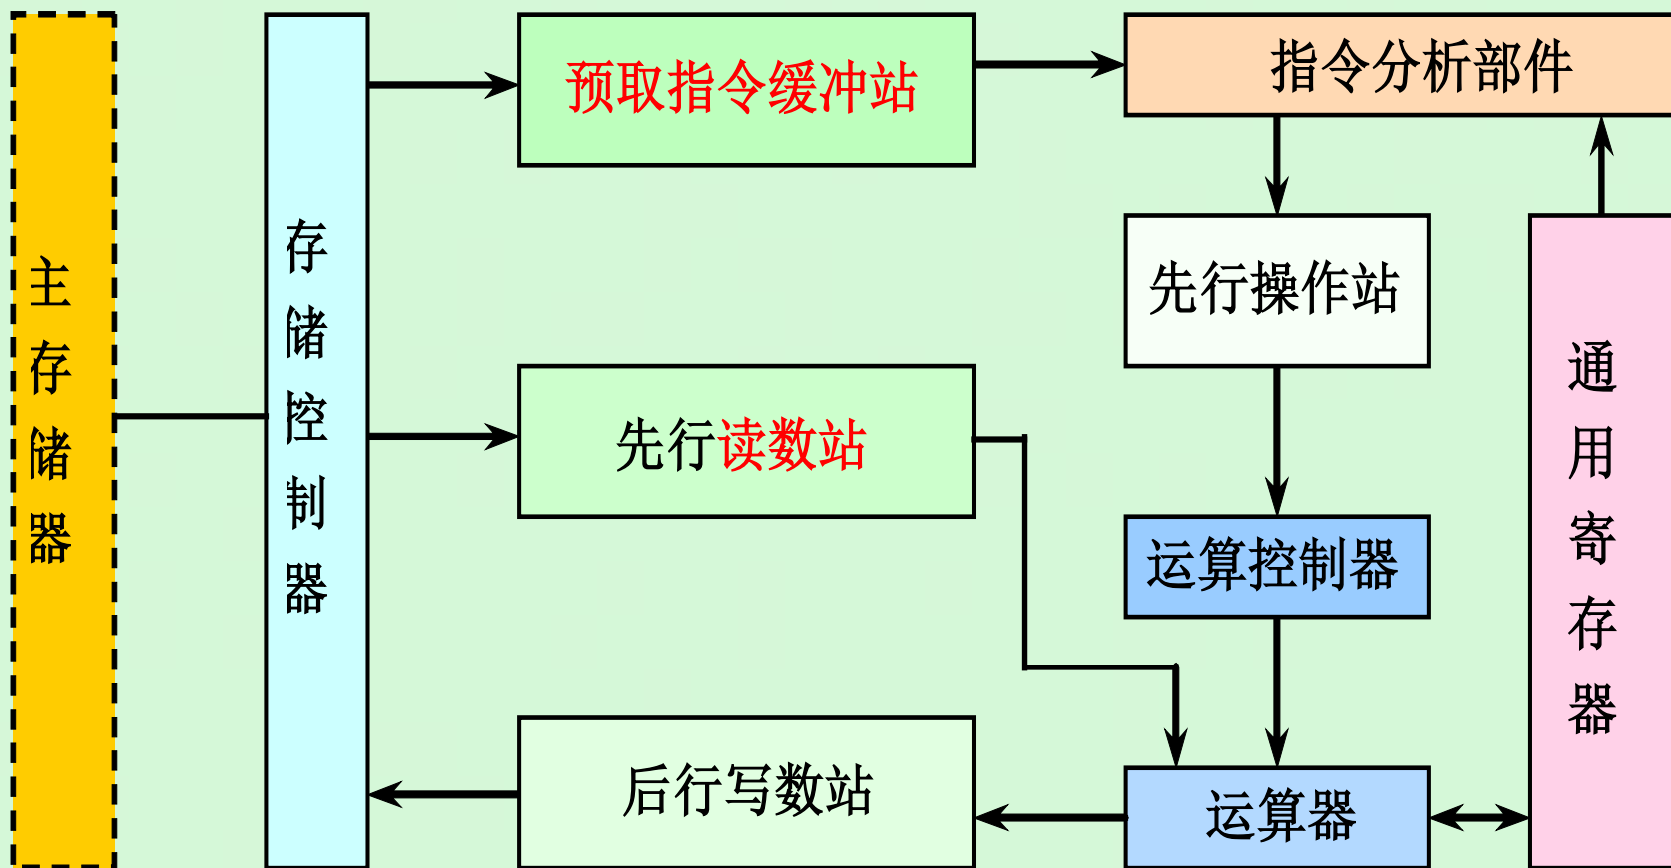 主存储器
存储控制器
预取指令缓冲站
指令分析部件
先行操作站
先行读数站
运算控制器
后行写数站
运算器
通用寄存器